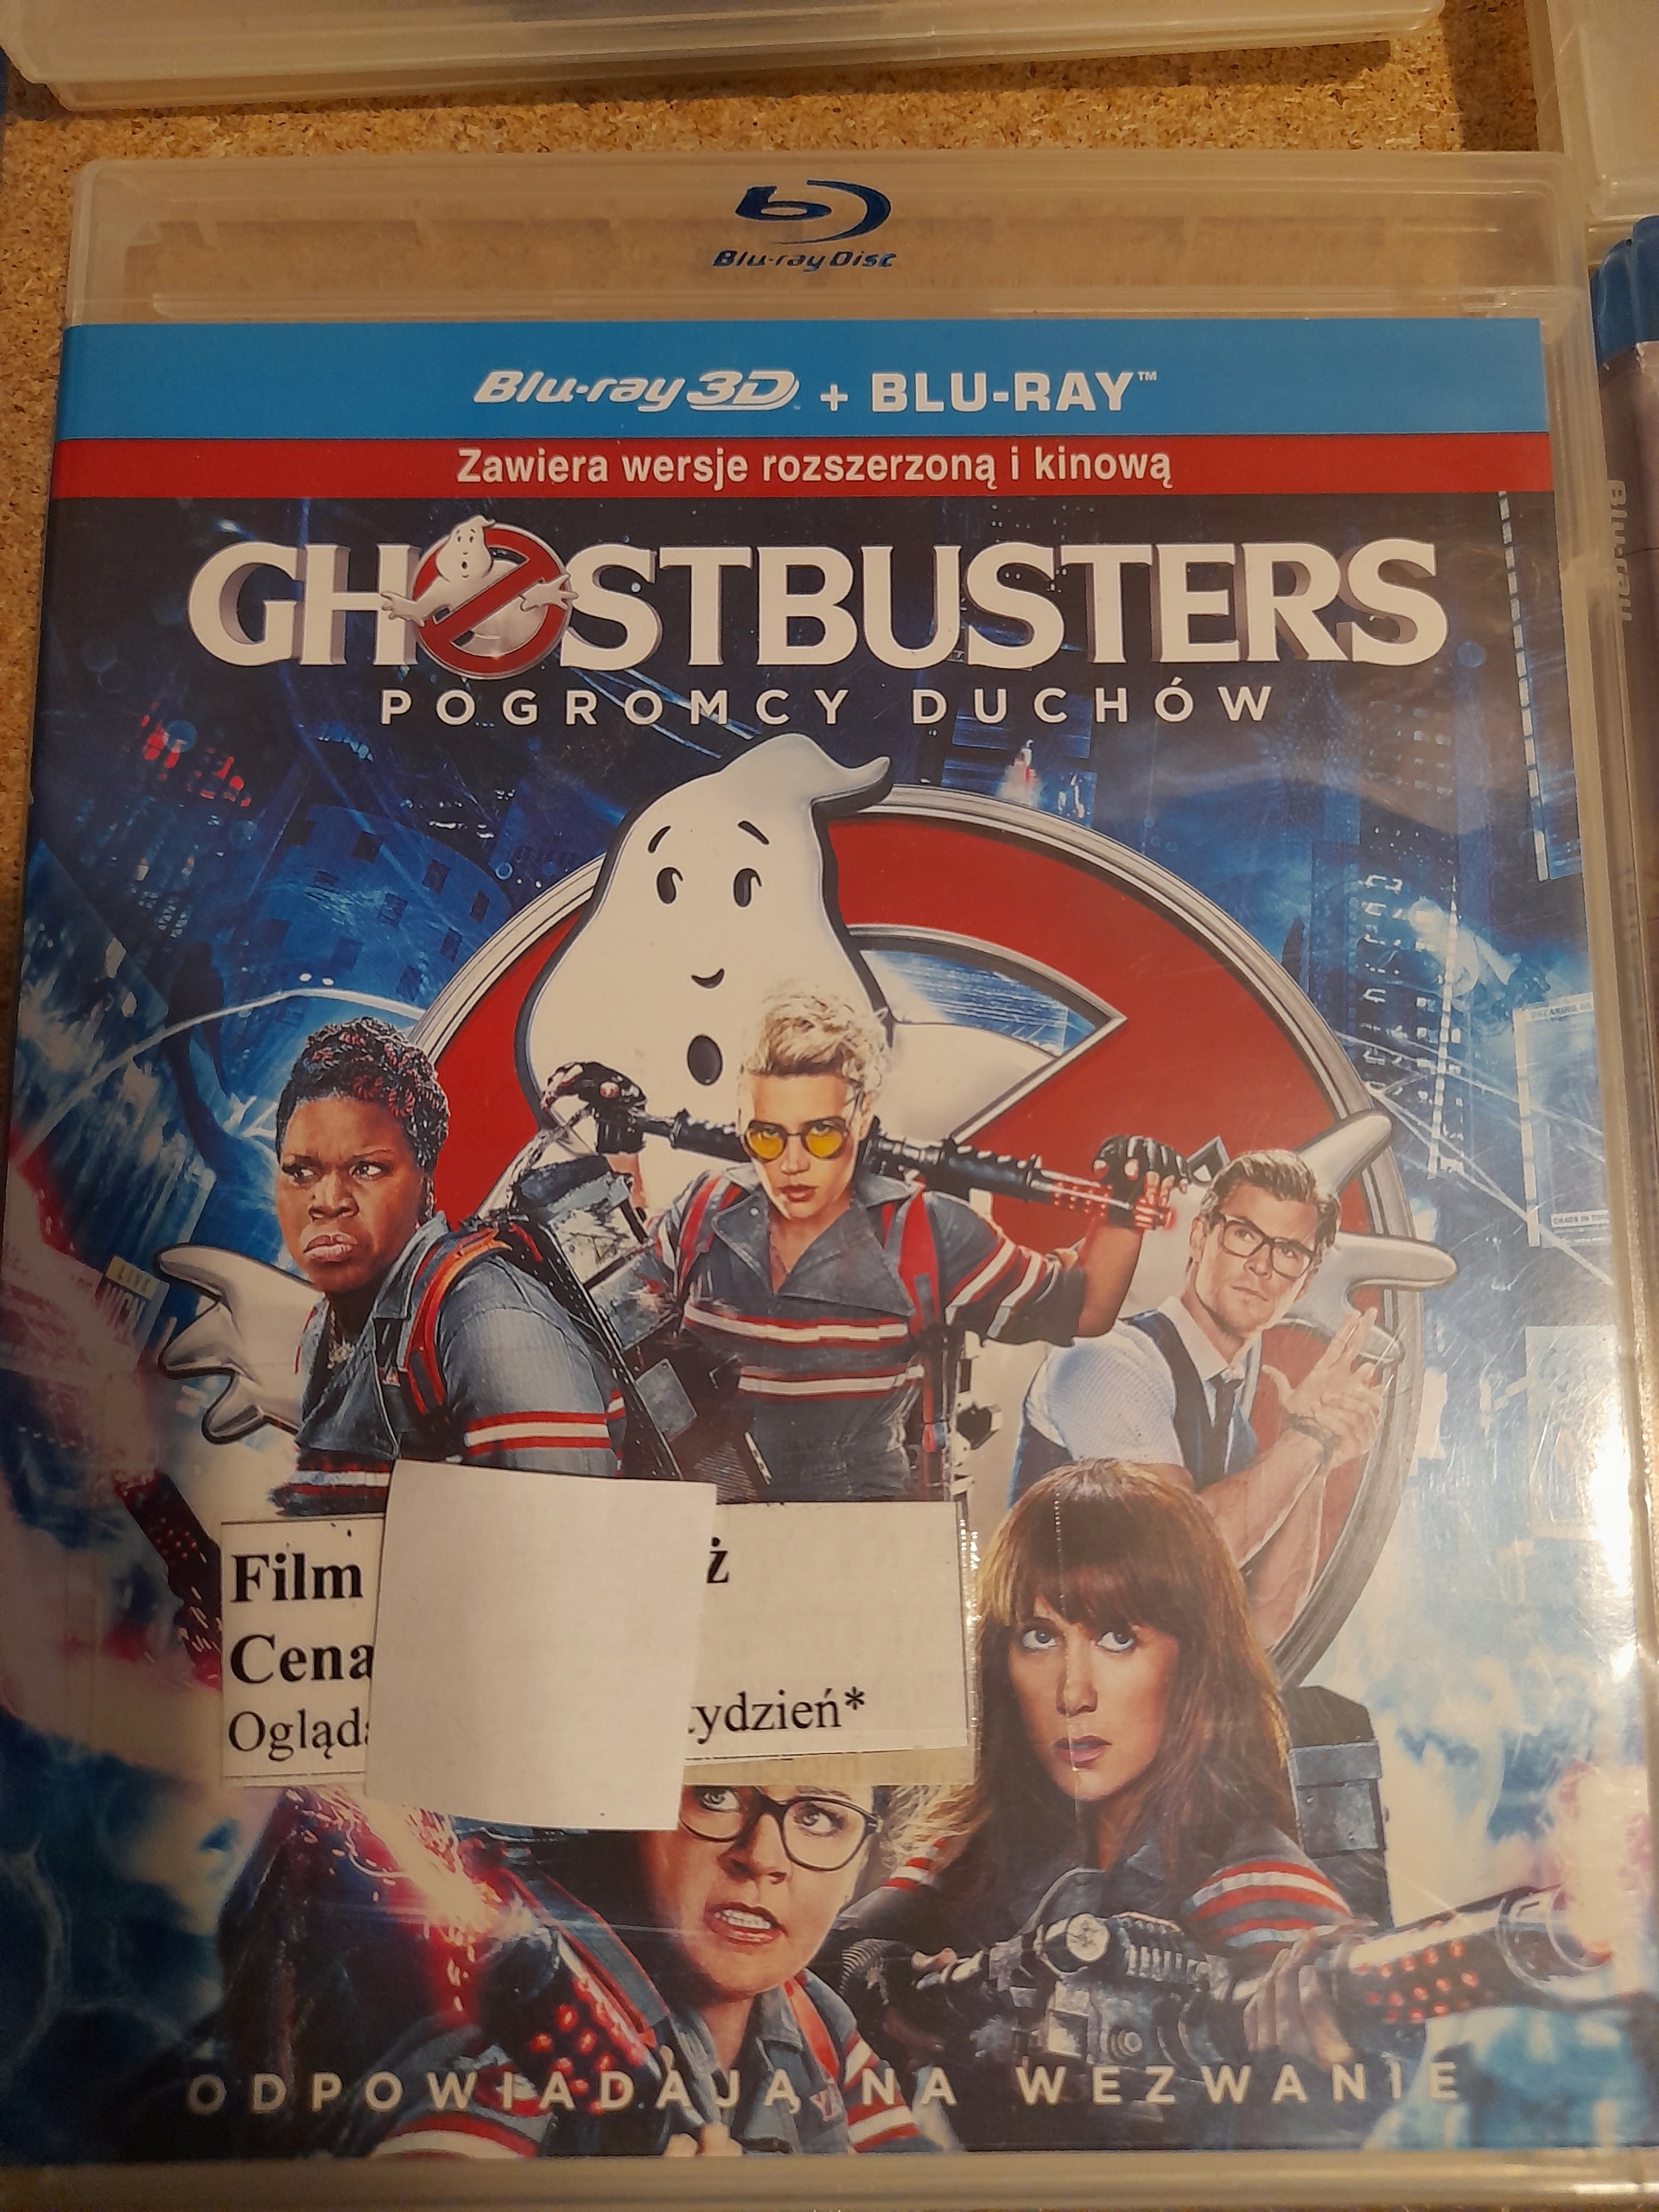 Blu-ray Disc
Blu-ray 3D + BLU-RAY™
Zawiera wersje rozszerzoną i kinową
GHOSTBUSTERS
POGROMCY DUCHÓW
Film
Cena
tydzień*
ODPOWIADAJĄ NA WEZWANIE